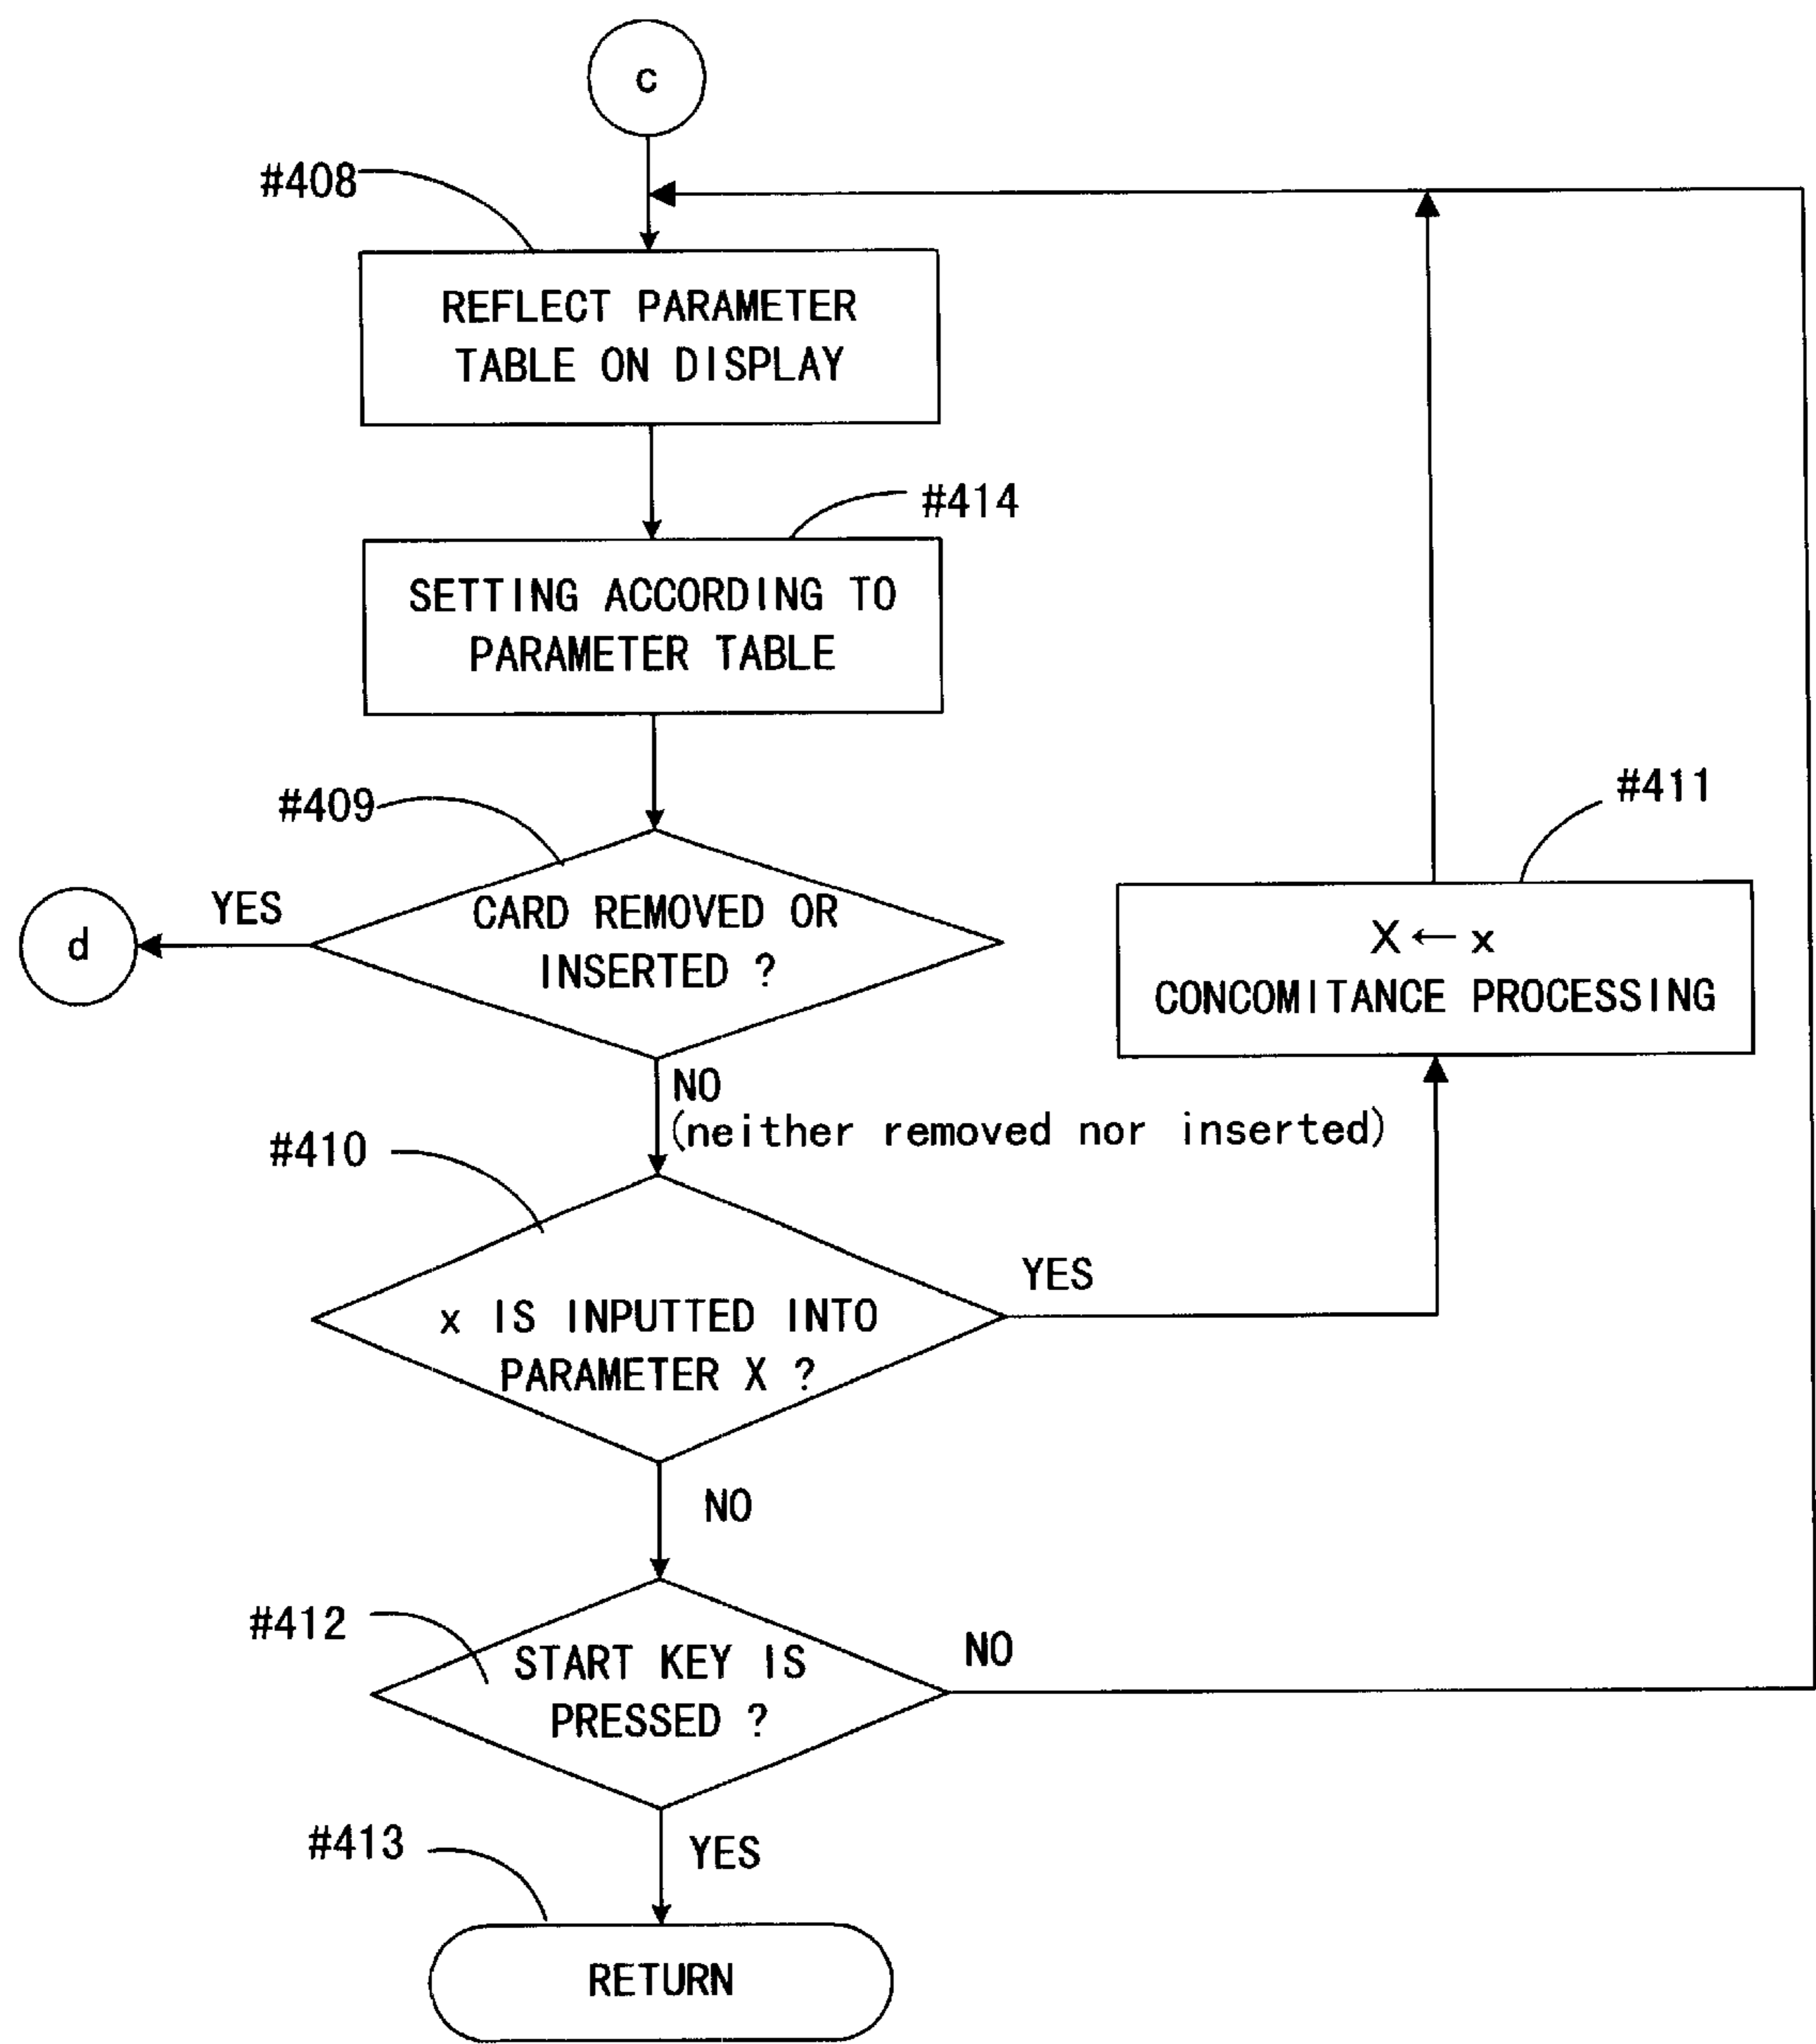 c
#408
REFLECT PARAMETER
TABLE ON DISPLAY
#414
SETTING ACCORDING TO
PARAMETER TABLE
#409
#411
YES
CARD REMOVED OR
INSERTED ?
d
X ← x
CONCOMITANCE PROCESSING
NO
(neither removed nor inserted)
#410
YES
x IS INPUTTED INTO
PARAMETER X ?
NO
#412
START KEY IS
PRESSED ?
NO
#413
YES
RETURN